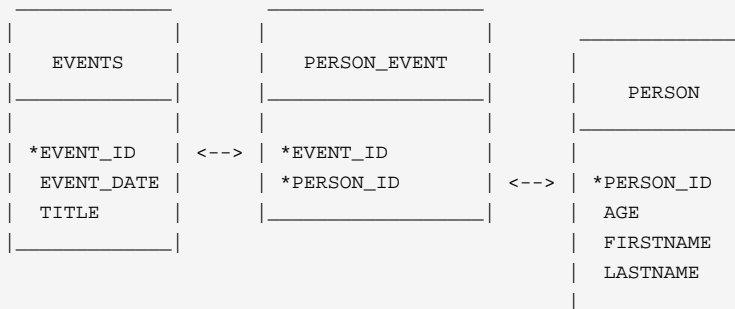 EVENTS
PERSON_EVENT
PERSON
*EVENT_ID <--> *EVENT_ID
EVENT_DATE *PERSON_ID <--> *PERSON_ID
TITLE AGE
FIRSTNAME
LASTNAME